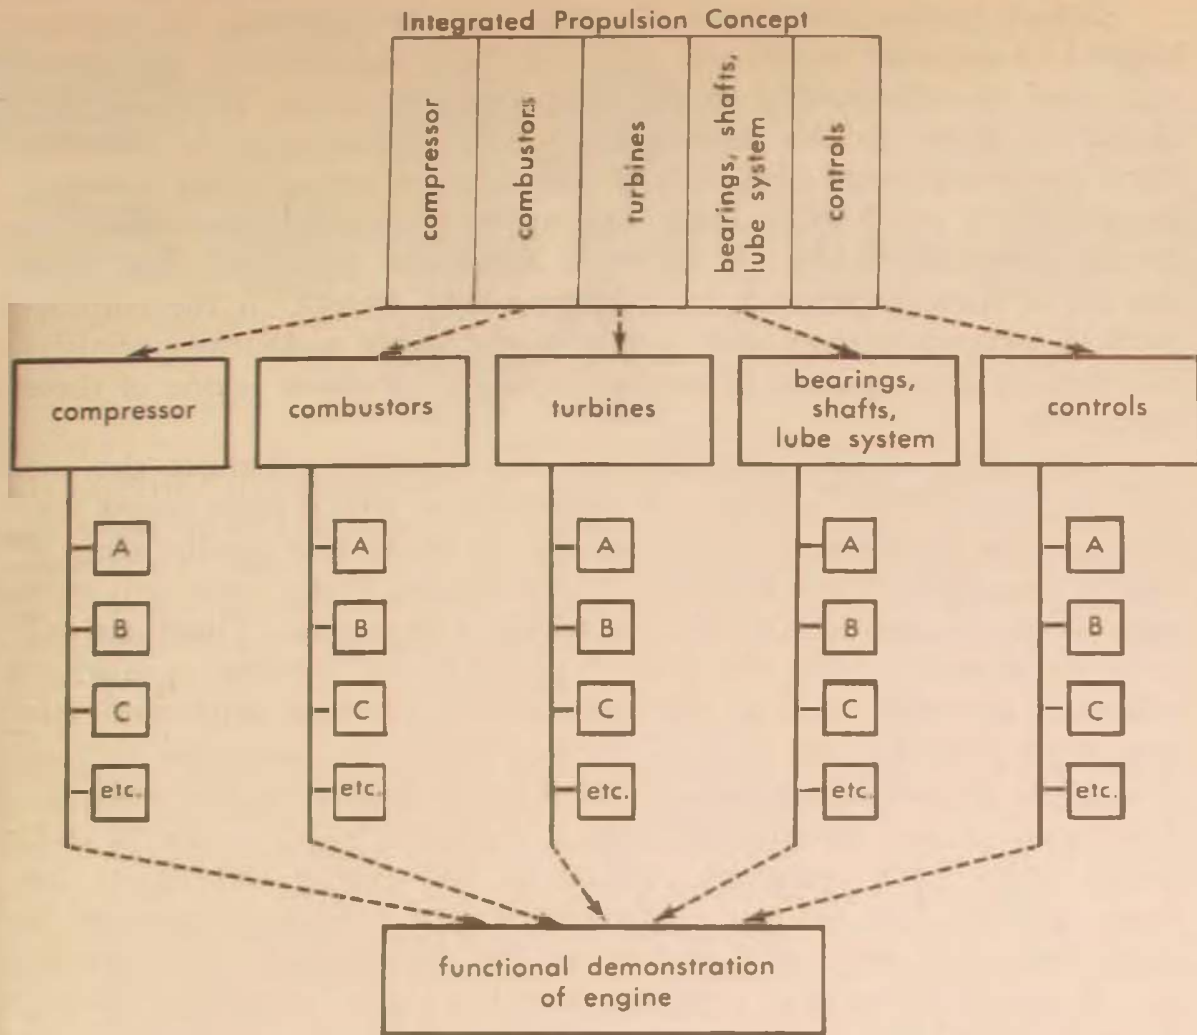 Integrated Propulsion Concept
compressor
combustors
turbines
bearings, shafts,
lube system
controls
compressor
combustors
turbines
bearings,
shafts,
lube system
controls
A
A
A
A
A
B
B
B
B
B
C
C
C
C
C
etc.
etc.
etc.
etc.
etc.
functional demonstration
of engine